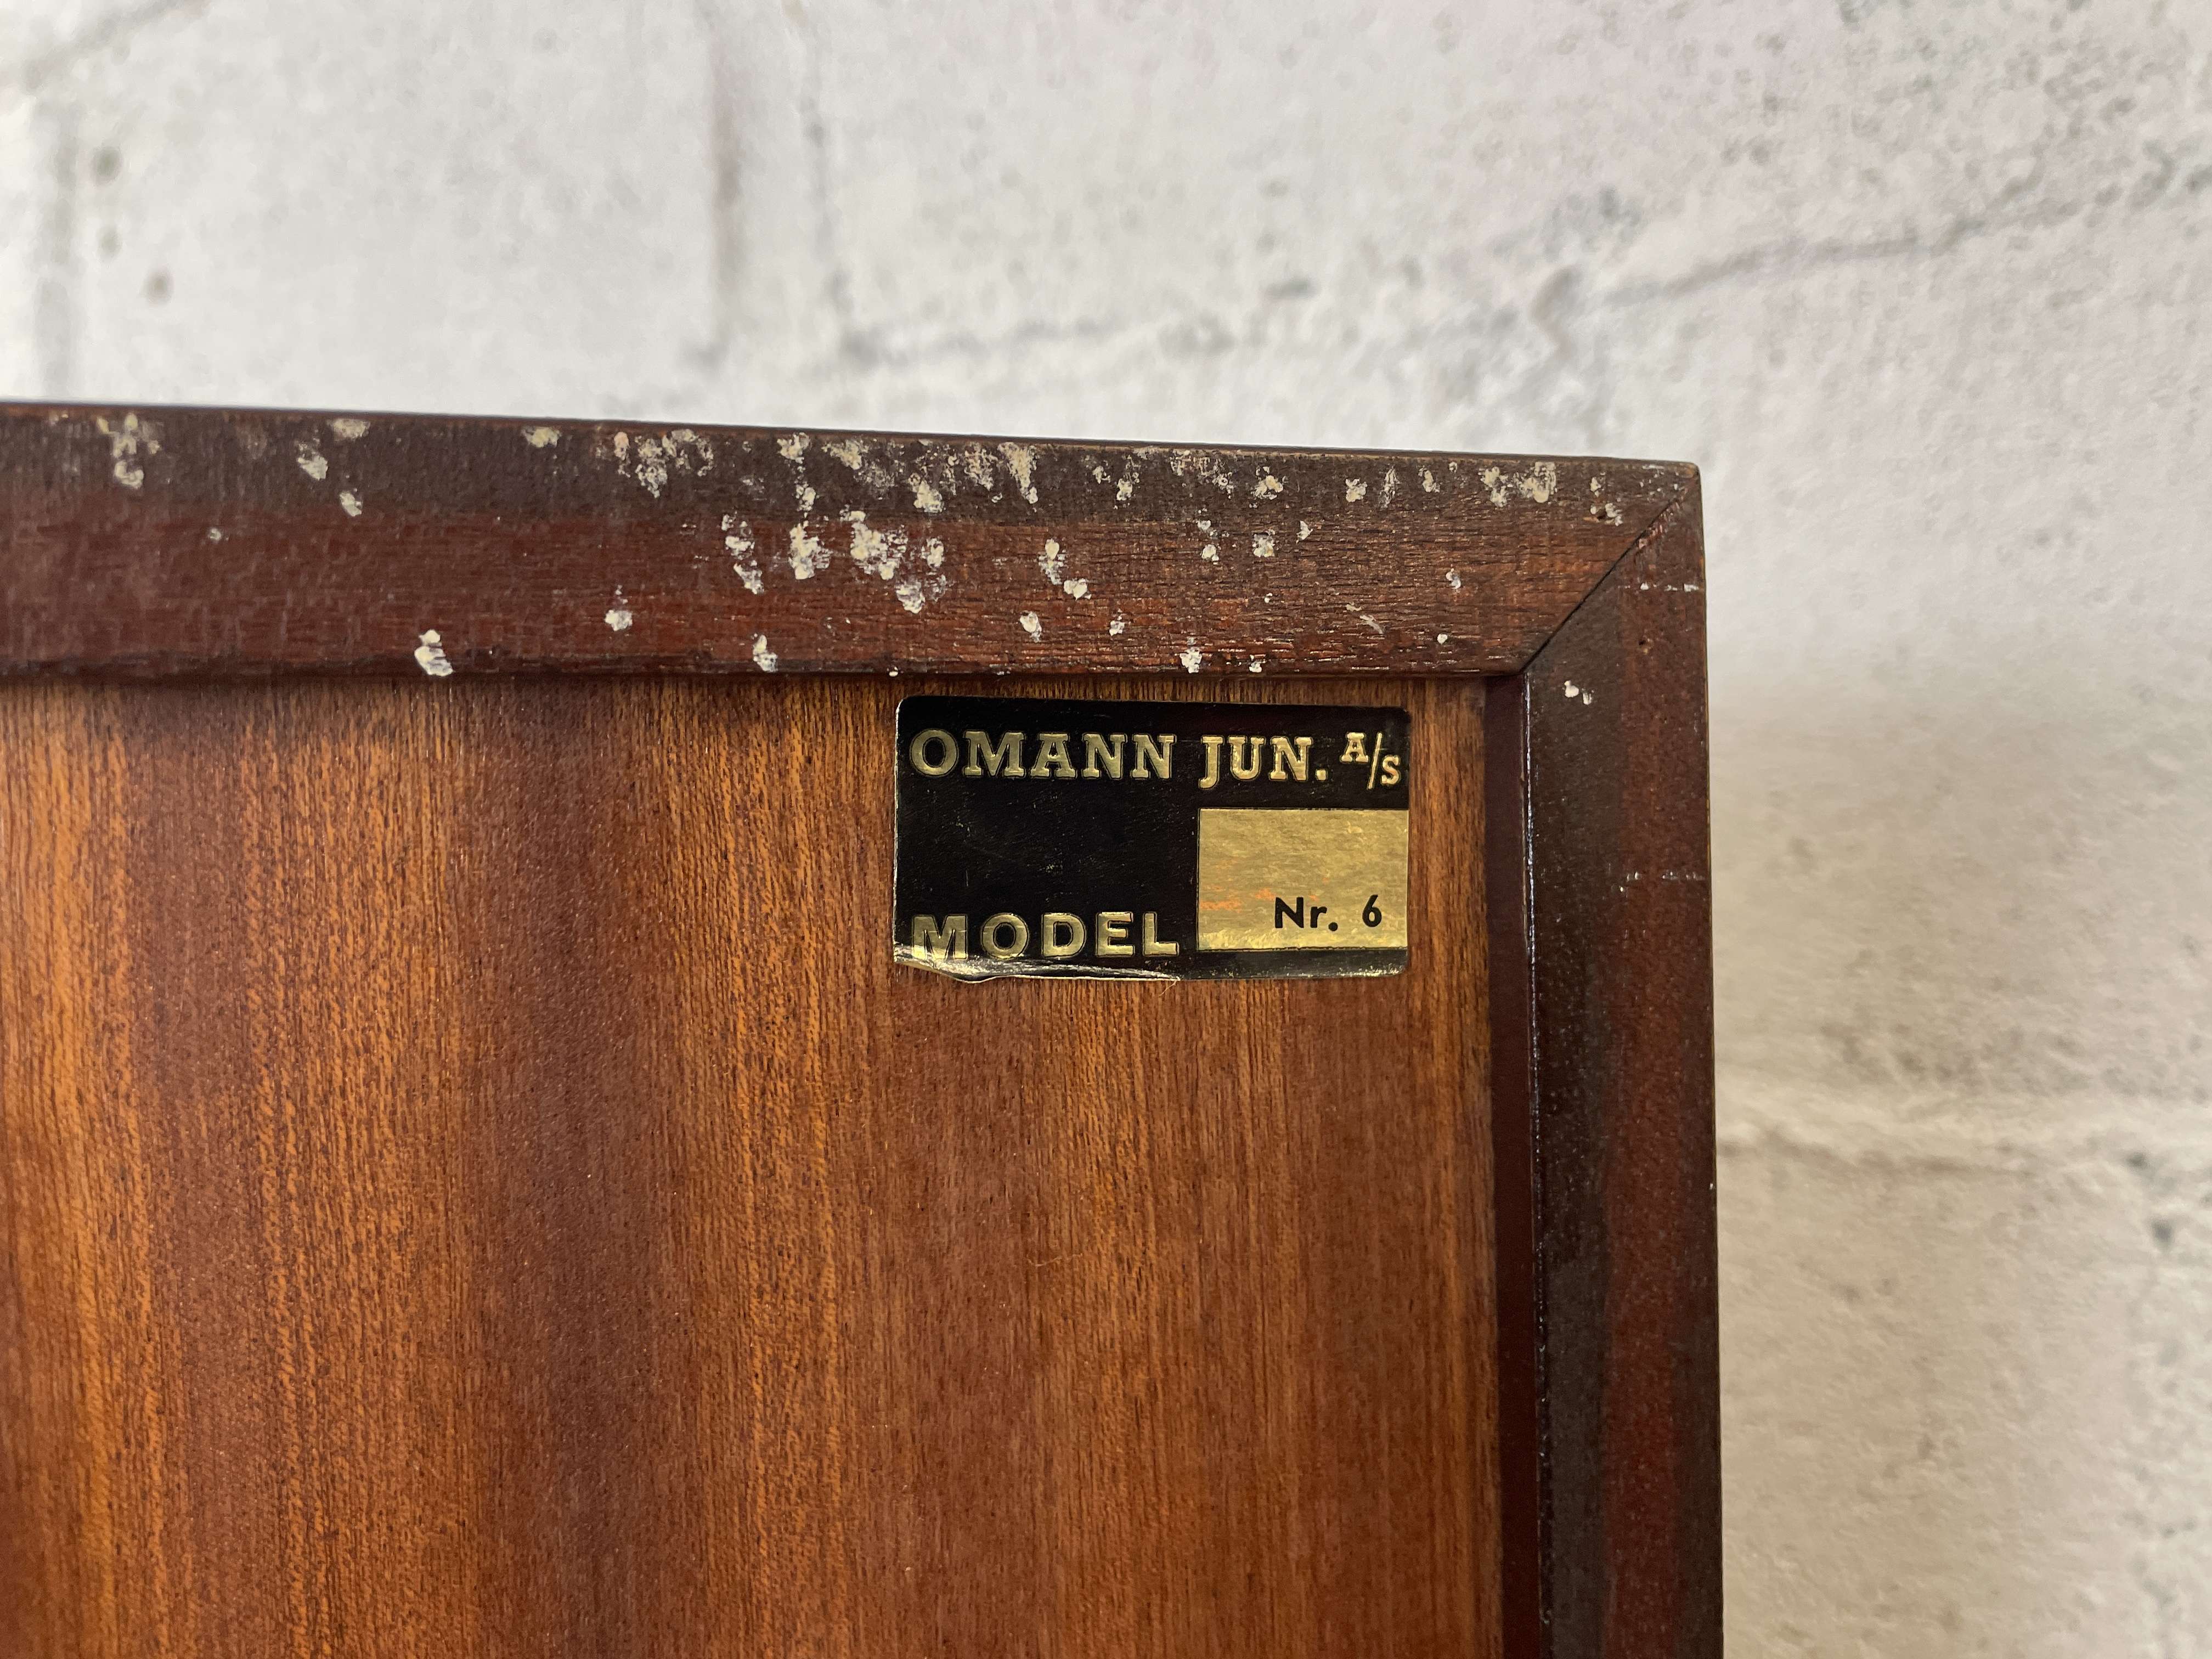 OMANN JUN. A/S
MODEL Nr. 6